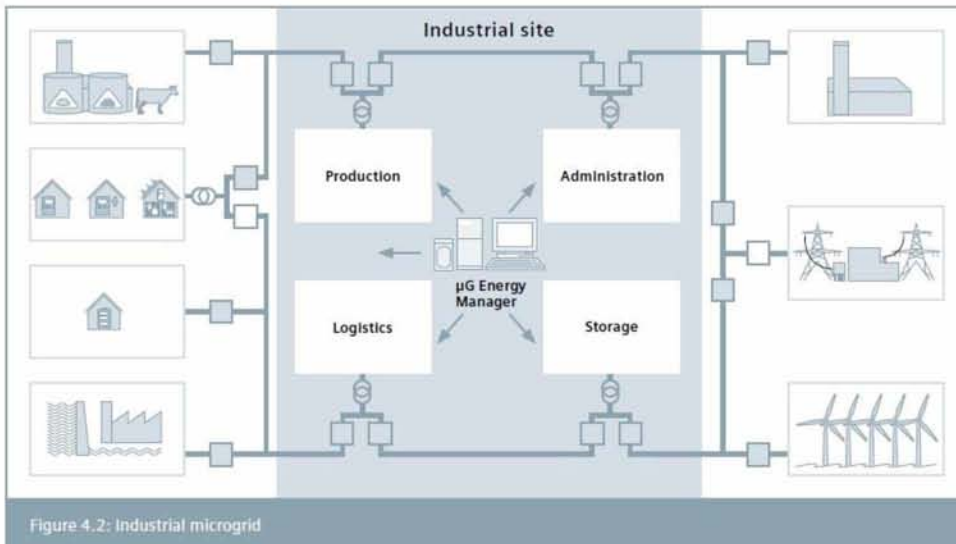 Industrial site
Production
Administration
µG Energy
Manager
Logistics
Storage
Figure 4.2: Industrial microgrid